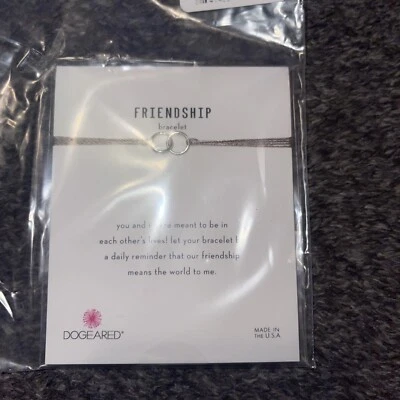 FRIENDSHIP
bracelet
you and meant to be in
each other's lives! let your bracelet
a daily reminder that our friendship
means the world to me.
DOGEARED®
MADE IN
THE U.S.A.